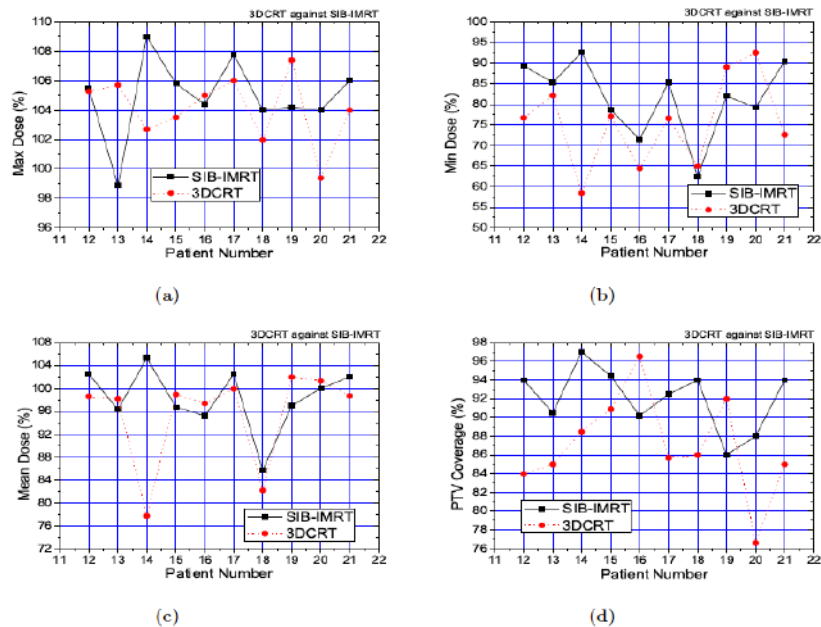 3DCRT against SIB-IMRT
110
108
106
104
102
100
98
96
Max Dose (%)
SIB-IMRT
3DCRT
11 12 13 14 15 16 17 18 19 20 21 22
Patient Number
(a)
3DCRT against SIB-IMRT
100
95
90
85
80
75
70
65
60
55
50
Min Dose (%)
SIB-IMRT
3DCRT
11 12 13 14 15 16 17 18 19 20 21 22
Patient Number
(b)
3DCRT against SIB-IMRT
108
104
100
96
92
88
84
80
76
72
Mean Dose (%)
SIB-IMRT
3DCRT
11 12 13 14 15 16 17 18 19 20 21 22
Patient Number
(c)
3DCRT against SIB-IMRT
98
96
94
92
90
88
86
84
82
80
78
76
PTV Coverage (%)
SIB-IMRT
3DCRT
11 12 13 14 15 16 17 18 19 20 21 22
Patient Number
(d)